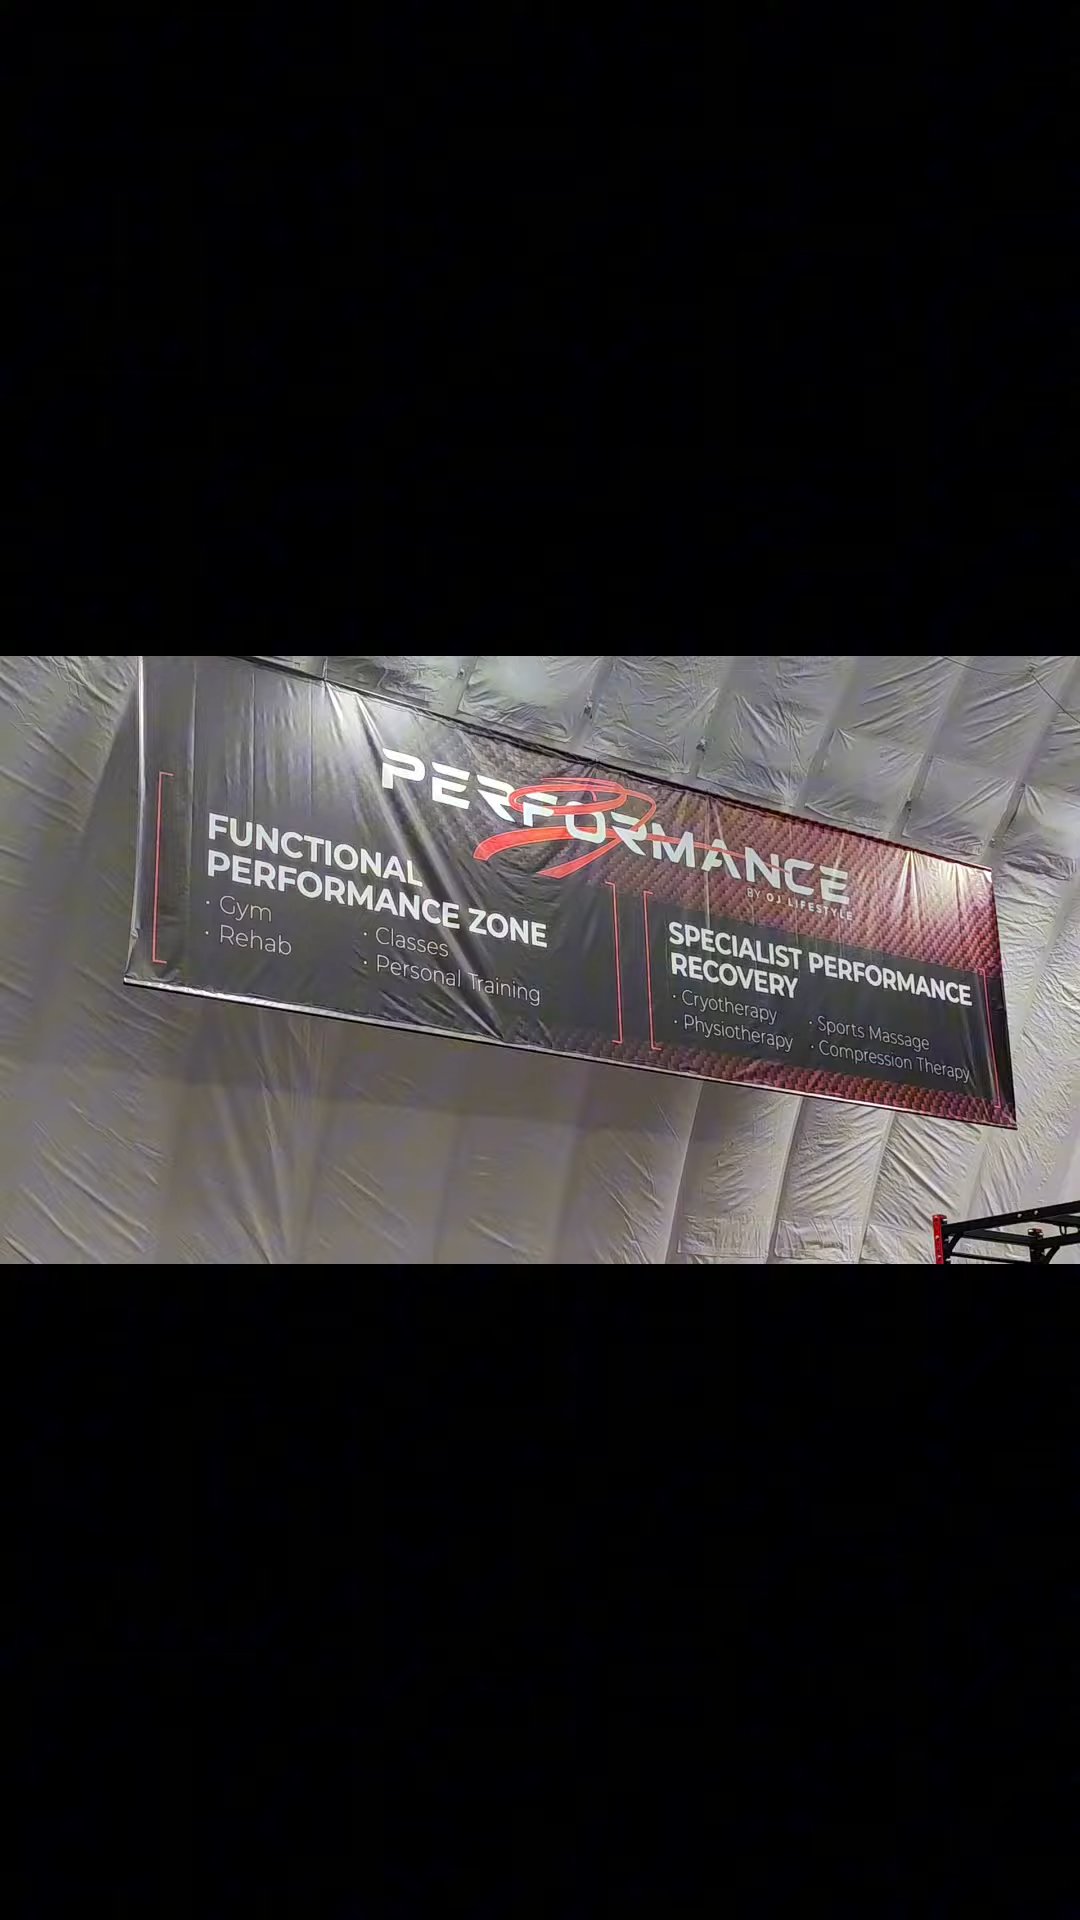 PERFORMANCE
BY OJ LIFESTYLE
FUNCTIONAL
PERFORMANCE ZONE
· Gym
· Rehab
· Classes
· Personal Training
SPECIALIST PERFORMANCE
RECOVERY
· Cryotherapy
· Physiotherapy
· Sports Massage
· Compression Therapy